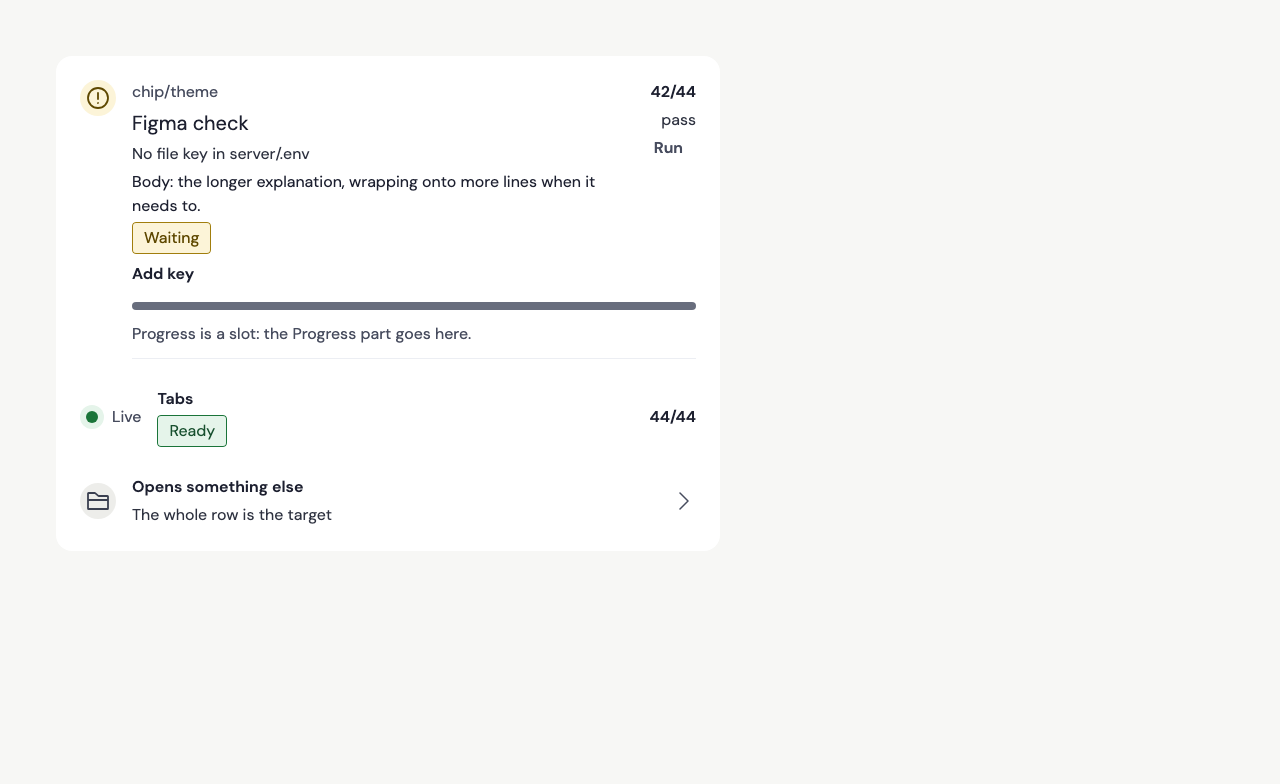 chip/theme
42/44
Figma check
pass
No file key in server/.env
Run
Body: the longer explanation, wrapping onto more lines when it
needs to.
Waiting
Add key
Progress is a slot: the Progress part goes here.
Live
Tabs
Ready
44/44
Opens something else
The whole row is the target